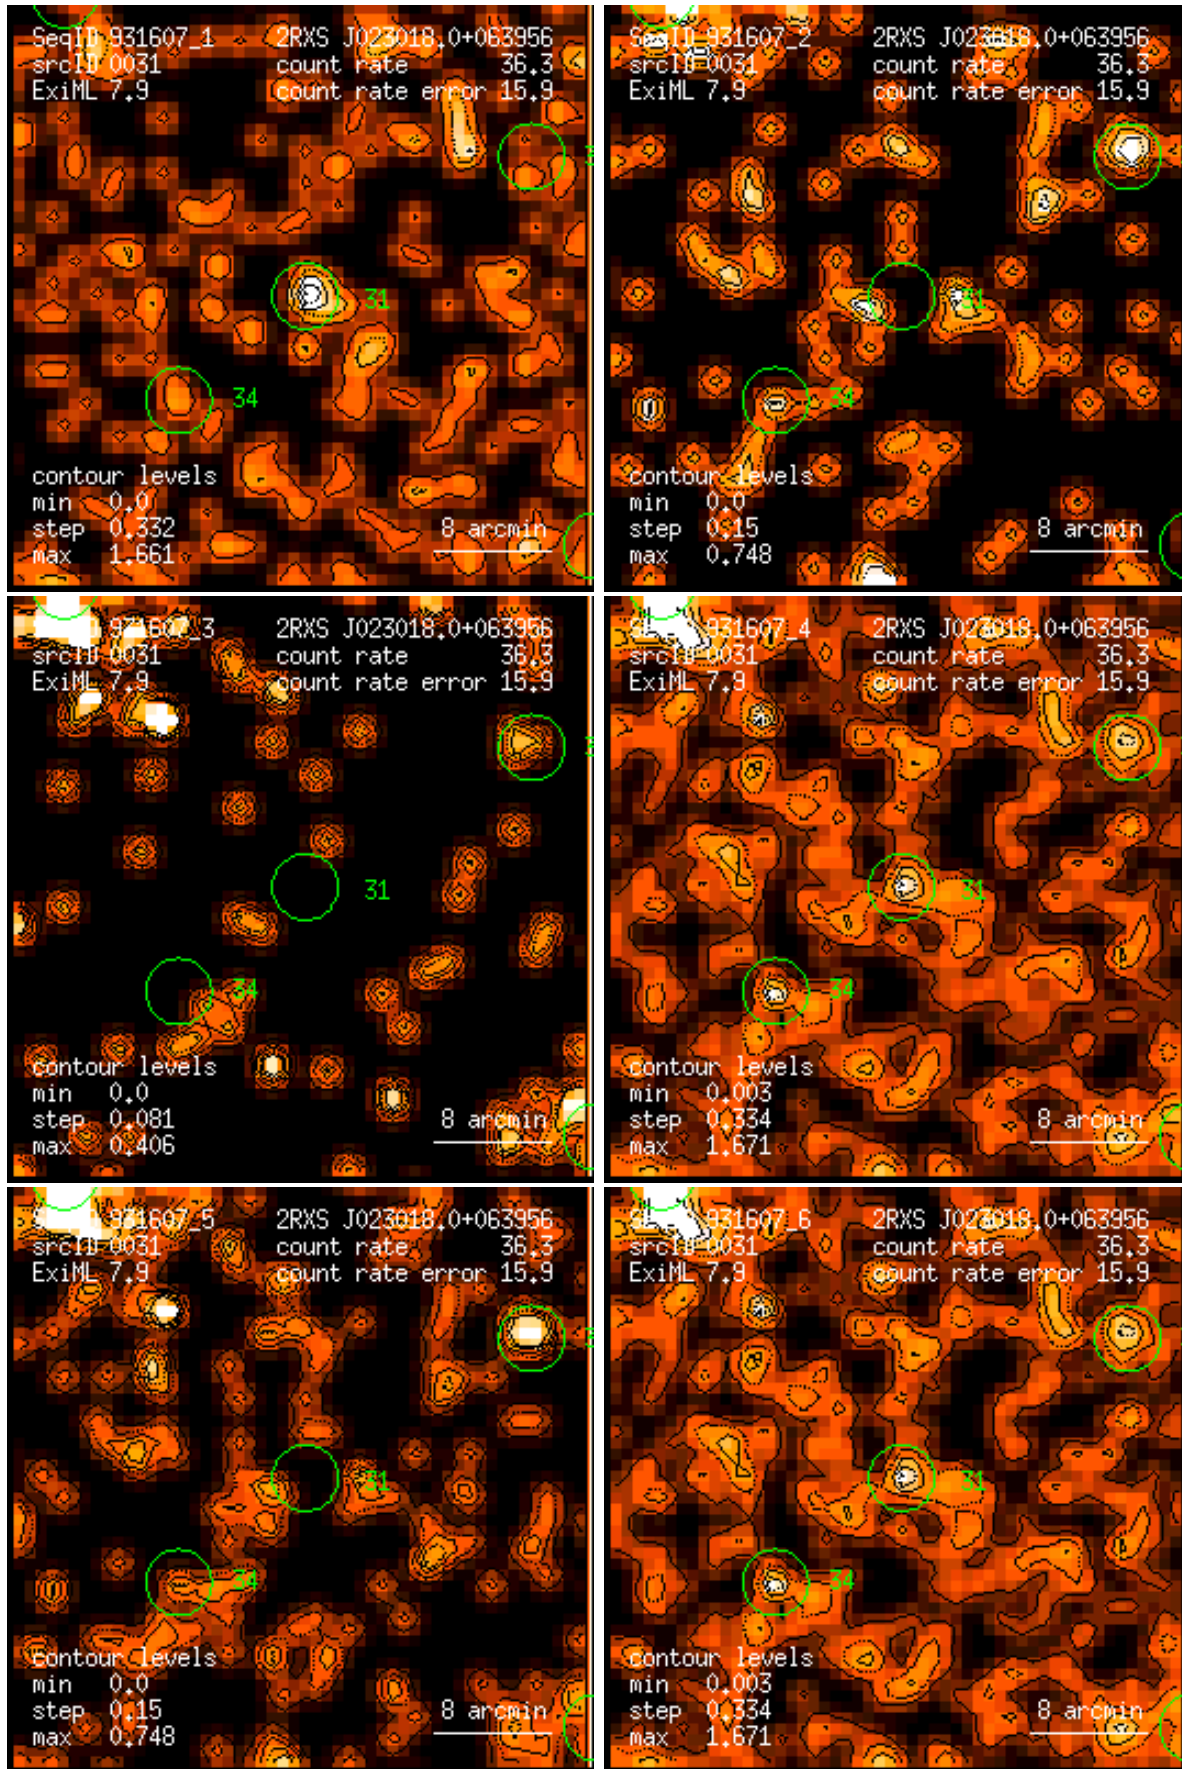 SeqID 931607_1 2RXS J023018.0+063956
srcID 0031 count rate 36.3
ExiML 7.9 count rate error 15.9
31
34
contour levels
min 0.0
step 0.332
max 1.661
8 arcmin
SeqID 931607_2 2RXS J023018.0+063956
srcID 0031 count rate 36.3
ExiML 7.9 count rate error 15.9
31
34
contour levels
min 0.0
step 0.15
max 0.748
8 arcmin
931607_3 2RXS J023018.0+063956
srcID 0031 count rate 36.3
ExiML 7.9 count rate error 15.9
31
34
contour levels
min 0.0
step 0.081
max 0.406
8 arcmin
931607_4 2RXS J023018.0+063956
srcID 0031 count rate 36.3
ExiML 7.9 count rate error 15.9
31
34
contour levels
min 0.003
step 0.334
max 1.671
8 arcmin
931607_5 2RXS J023018.0+063956
srcID 0031 count rate 36.3
ExiML 7.9 count rate error 15.9
31
34
contour levels
min 0.0
step 0.15
max 0.748
8 arcmin
931607_6 2RXS J023018.0+063956
srcID 0031 count rate 36.3
ExiML 7.9 count rate error 15.9
31
34
contour levels
min 0.003
step 0.334
max 1.671
8 arcmin